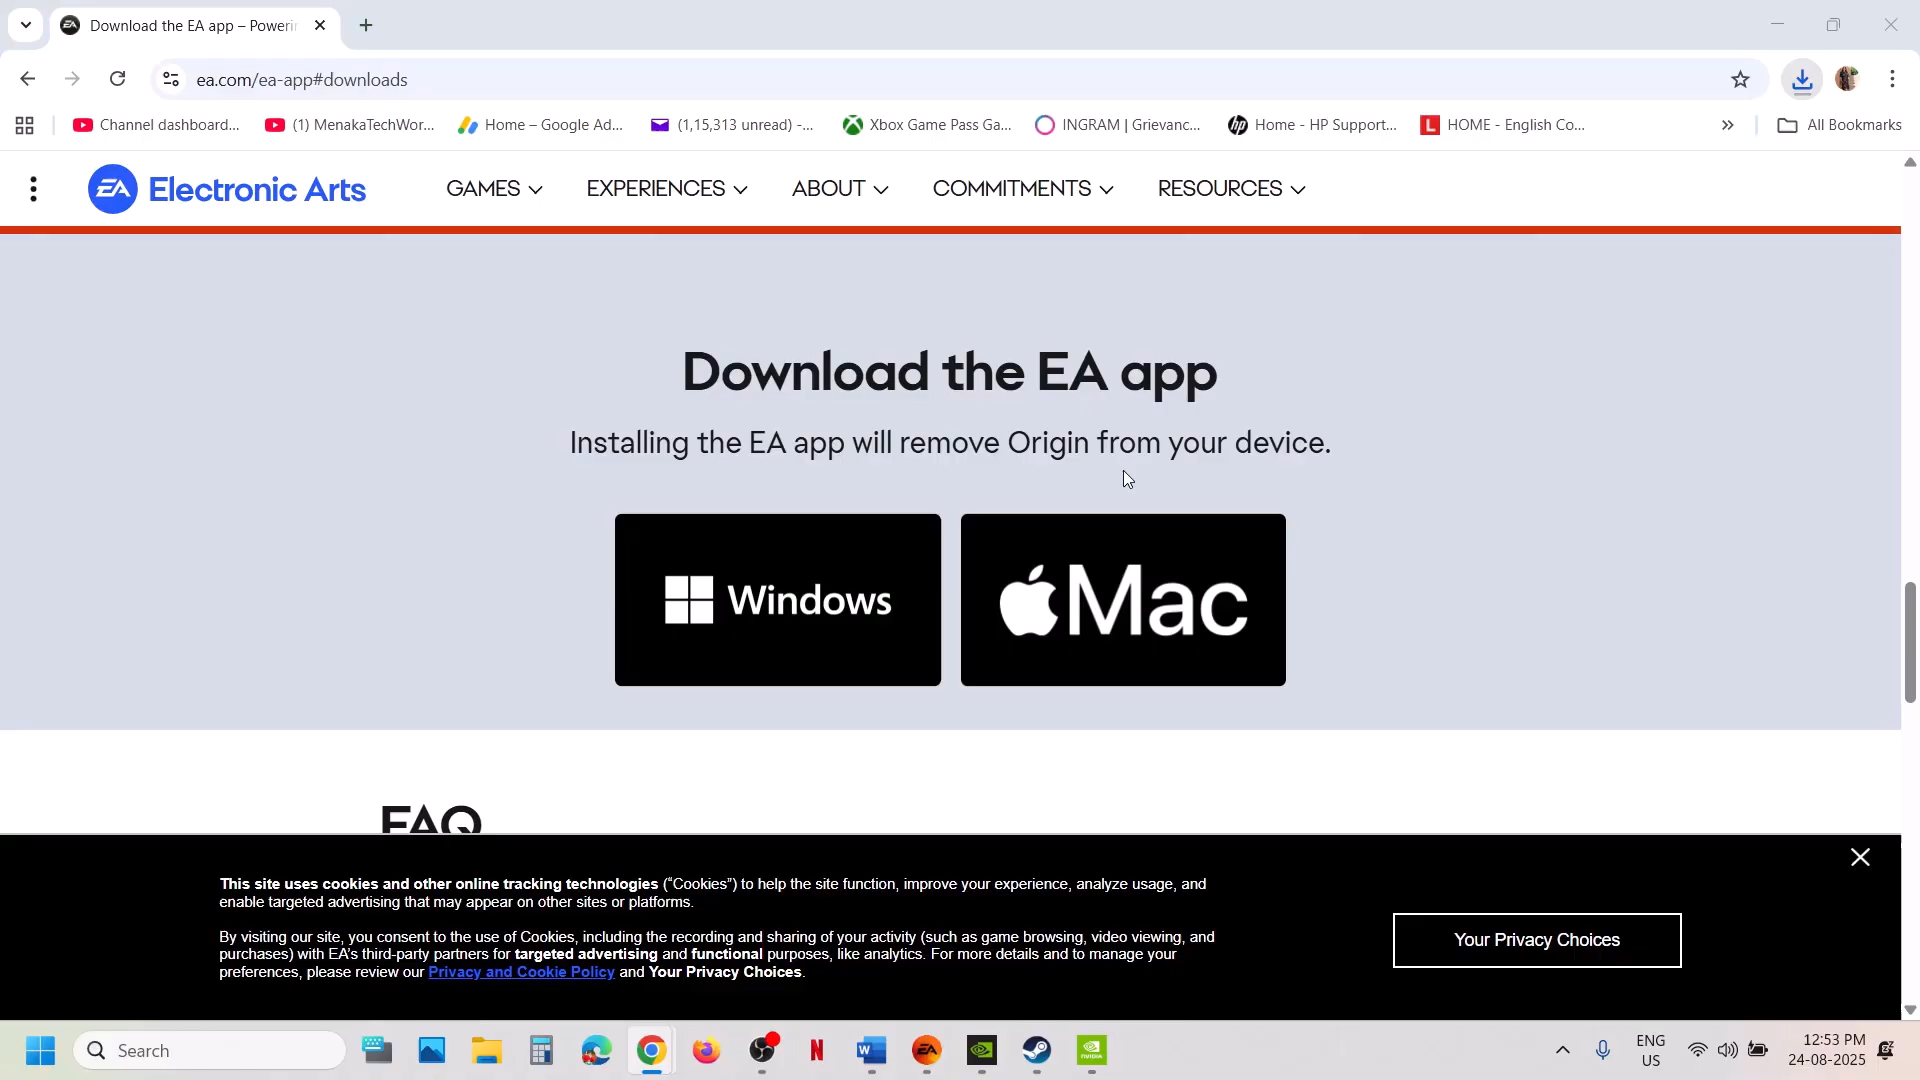 Download the EA app – Powerin
ea.com/ea-app#downloads
Channel dashboard...
(1) MenakaTechWor...
Home – Google Ad...
(1,15,313 unread) -...
Xbox Game Pass Ga...
INGRAM | Grievanc...
Home - HP Support...
HOME - English Co...
All Bookmarks
EA Electronic Arts
GAMES
EXPERIENCES
ABOUT
COMMITMENTS
RESOURCES
Download the EA app
Installing the EA app will remove Origin from your device.
Windows
Mac
FAQ
This site uses cookies and other online tracking technologies (“Cookies”) to help the site function, improve your experience, analyze usage, and
enable targeted advertising that may appear on other sites or platforms.
By visiting our site, you consent to the use of Cookies, including the recording and sharing of your activity (such as game browsing, video viewing, and
purchases) with EA’s third-party partners for targeted advertising and functional purposes, like analytics. For more details and to manage your
preferences, please review our Privacy and Cookie Policy and Your Privacy Choices.
Your Privacy Choices
Search
ENG
US
12:53 PM
24-08-2025